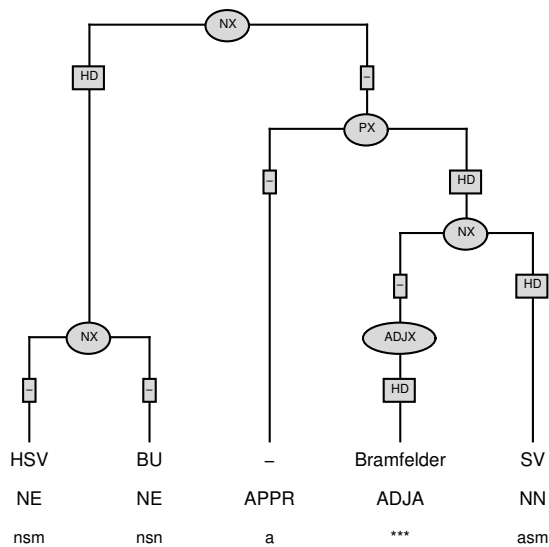 NX
HD –
PX
– HD
NX
– HD
NX ADJX
– – HD
HSV BU – Bramfelder SV
NE NE APPR ADJA NN
nsm nsn a *** asm